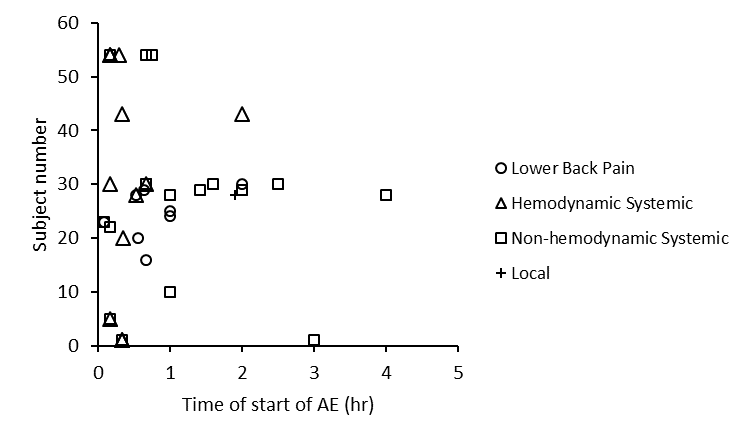 60
50
40
30
20
10
0
Subject number
0 1 2 3 4 5
Time of start of AE (hr)
Lower Back Pain
Hemodynamic Systemic
Non-hemodynamic Systemic
Local